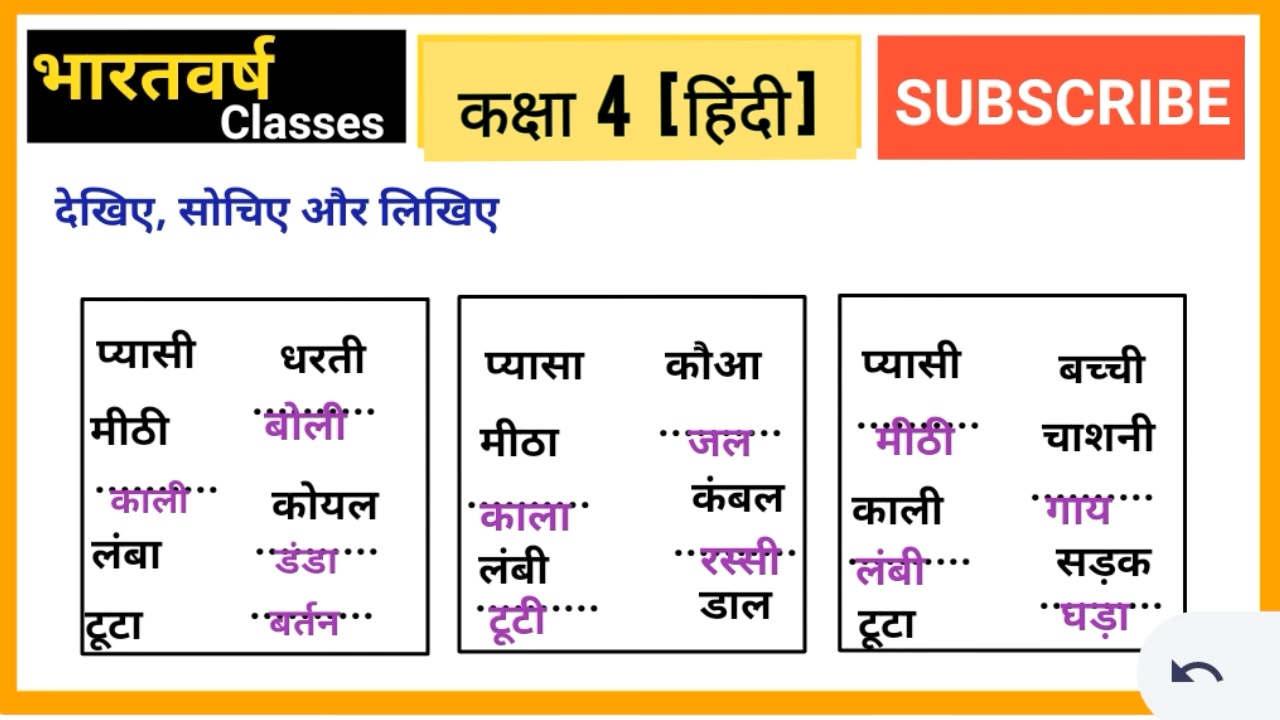 भारतवर्ष
Classes
कक्षा 4 [हिंदी]
SUBSCRIBE
देखिए, सोचिए और लिखिए
प्यासी धरती
मीठी बोली
काली कोयल
लंबा डंडा
टूटा बर्तन
प्यासा कौआ
मीठा जल
काला कंबल
लंबी रस्सी
टूटी डाल
प्यासी बच्ची
मीठी चाशनी
काली गाय
लंबी सड़क
टूटा घड़ा